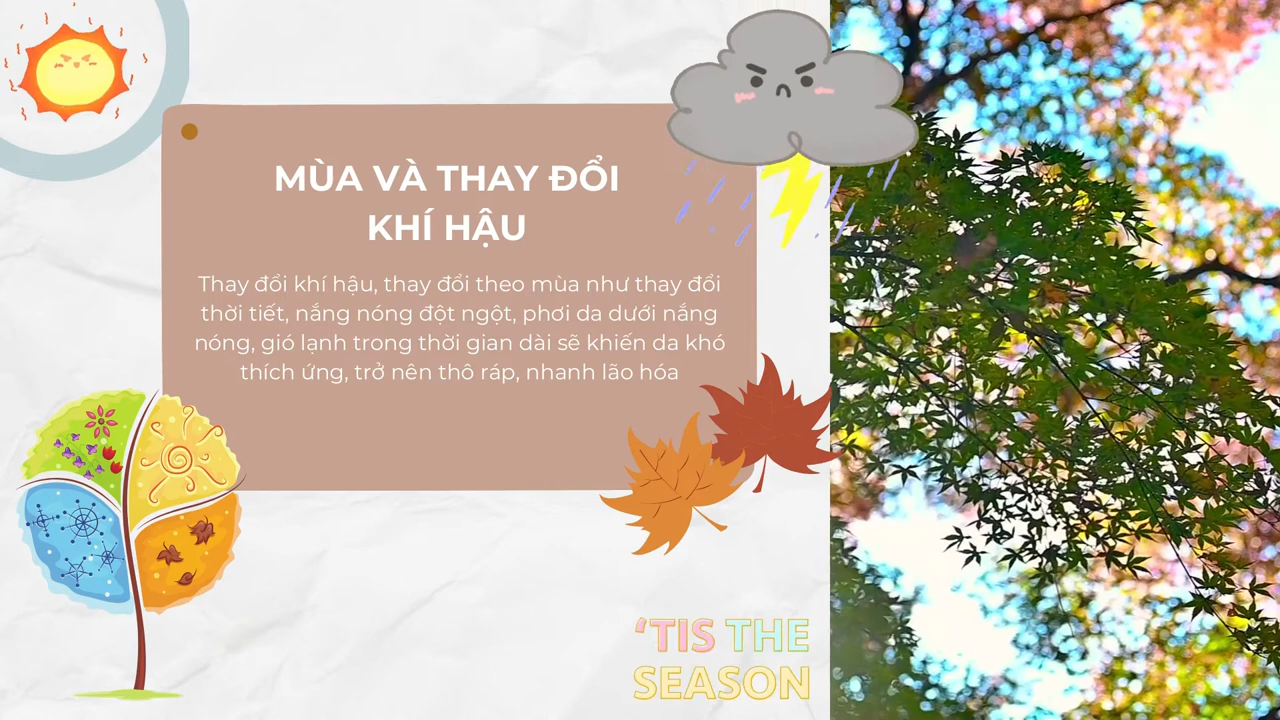 MÙA VÀ THAY ĐỔI
KHÍ HẬU
Thay đổi khí hậu, thay đổi theo mùa như thay đổi
thời tiết, nắng nóng đột ngột, phơi da dưới nắng
nóng, gió lạnh trong thời gian dài sẽ khiến da khó
thích ứng, trở nên thô ráp, nhanh lão hóa
‘TIS THE
SEASON